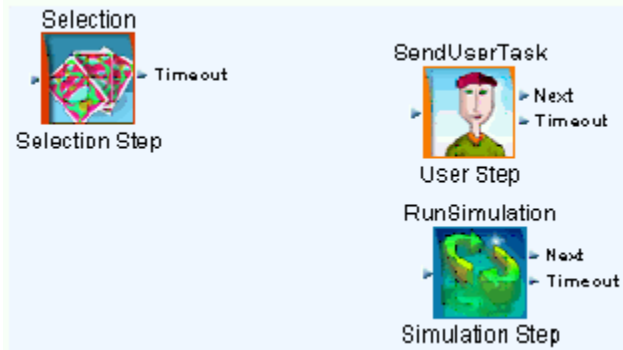 Selection
Timeout
Selection Step
SendUserTask
Next
Timeout
User Step
RunSimulation
Next
Timeout
Simulation Step